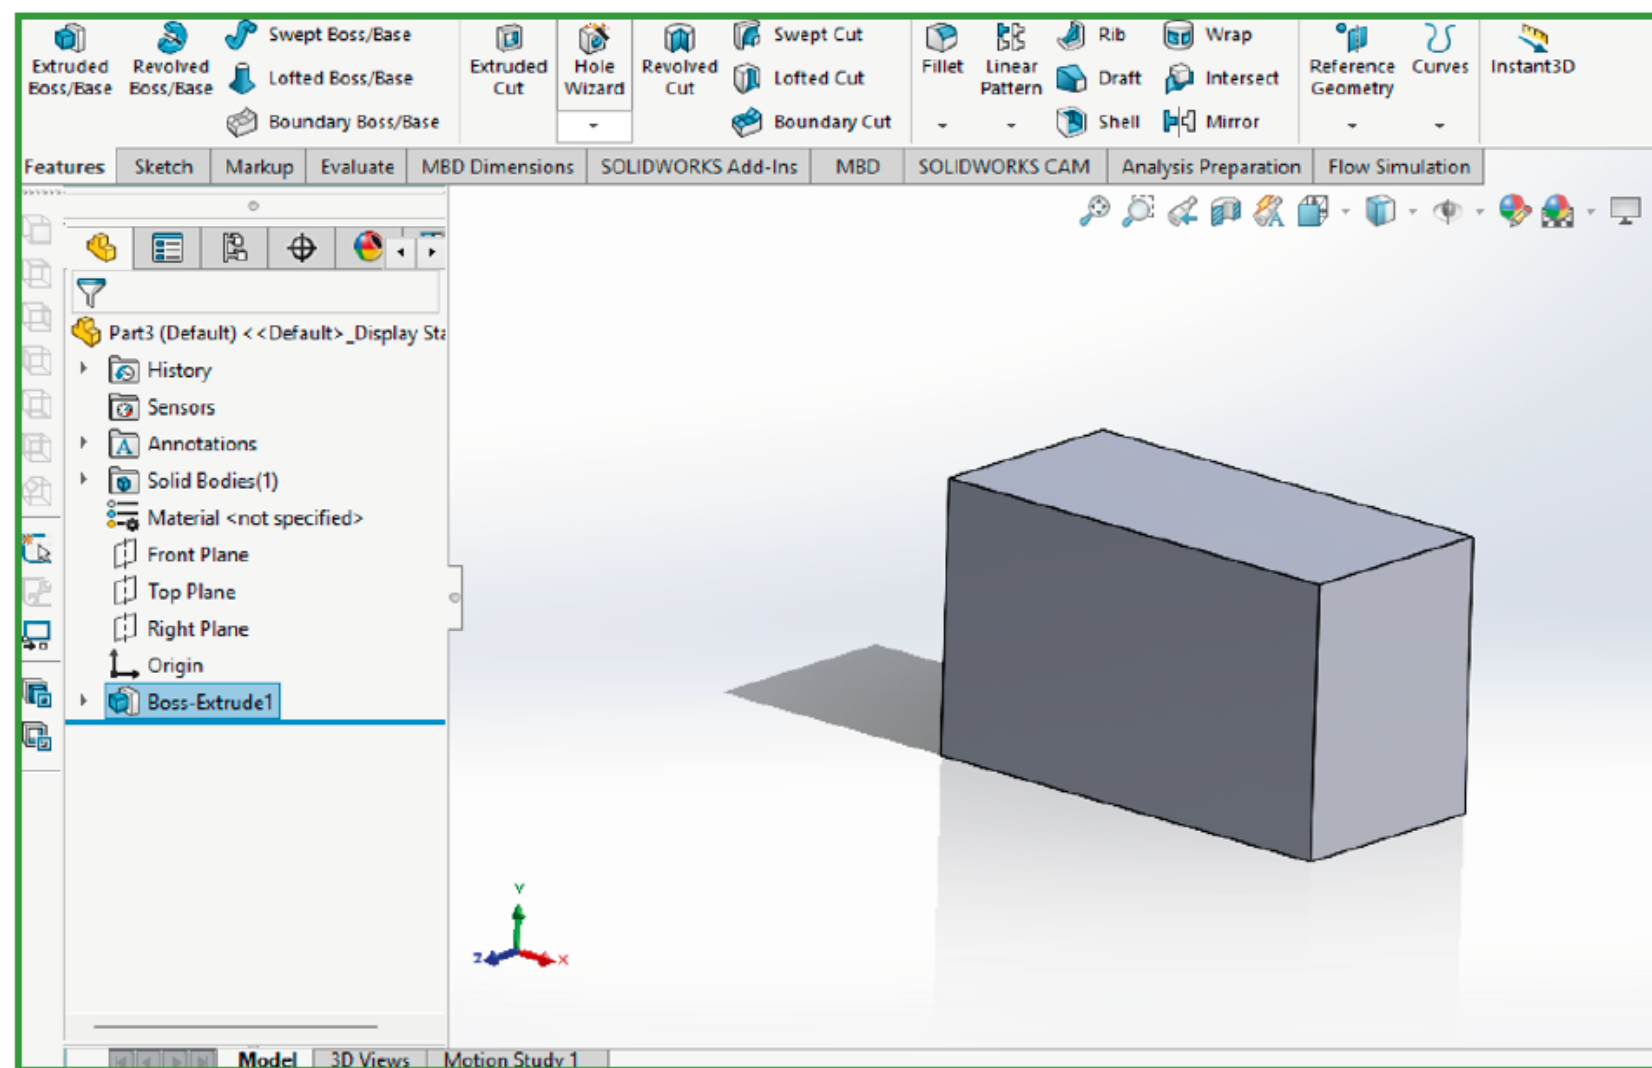 Extruded Boss/Base
Revolved Boss/Base
Swept Boss/Base
Lofted Boss/Base
Boundary Boss/Base
Extruded Cut
Hole Wizard
Revolved Cut
Swept Cut
Lofted Cut
Boundary Cut
Fillet
Linear Pattern
Rib
Draft
Shell
Wrap
Intersect
Mirror
Reference Geometry
Curves
Instant3D
Features
Sketch
Markup
Evaluate
MBD Dimensions
SOLIDWORKS Add-Ins
MBD
SOLIDWORKS CAM
Analysis Preparation
Flow Simulation
Part3 (Default) <<Default>_Display Sta
History
Sensors
A Annotations
Solid Bodies(1)
Material <not specified>
Front Plane
Top Plane
Right Plane
Origin
Boss-Extrude1
Y
Z
X
Model
3D Views
Motion Study 1